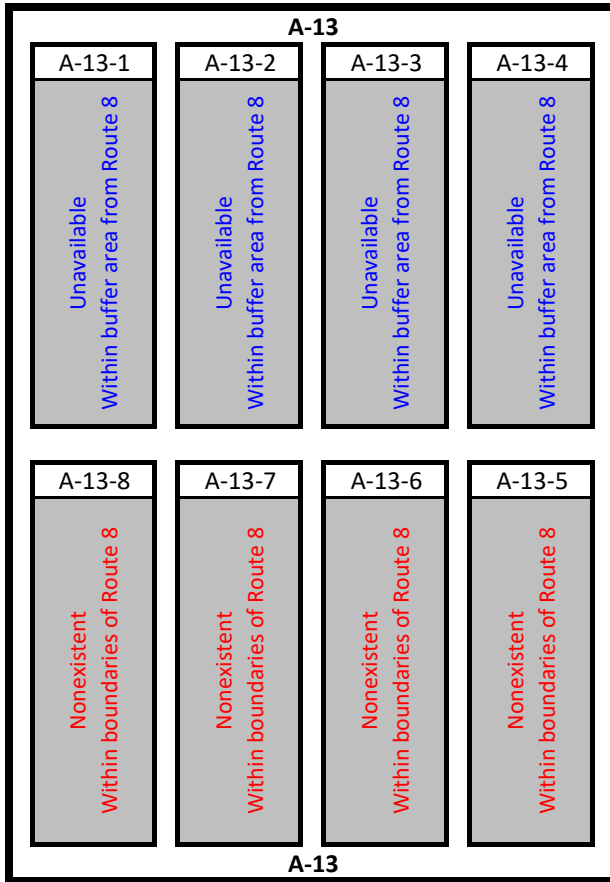 A-13
A-13-1
Unavailable
Within buffer area from Route 8
A-13-2
Unavailable
Within buffer area from Route 8
A-13-3
Unavailable
Within buffer area from Route 8
A-13-4
Unavailable
Within buffer area from Route 8
A-13-8
Nonexistent
Within boundaries of Route 8
A-13-7
Nonexistent
Within boundaries of Route 8
A-13-6
Nonexistent
Within boundaries of Route 8
A-13-5
Nonexistent
Within boundaries of Route 8
A-13